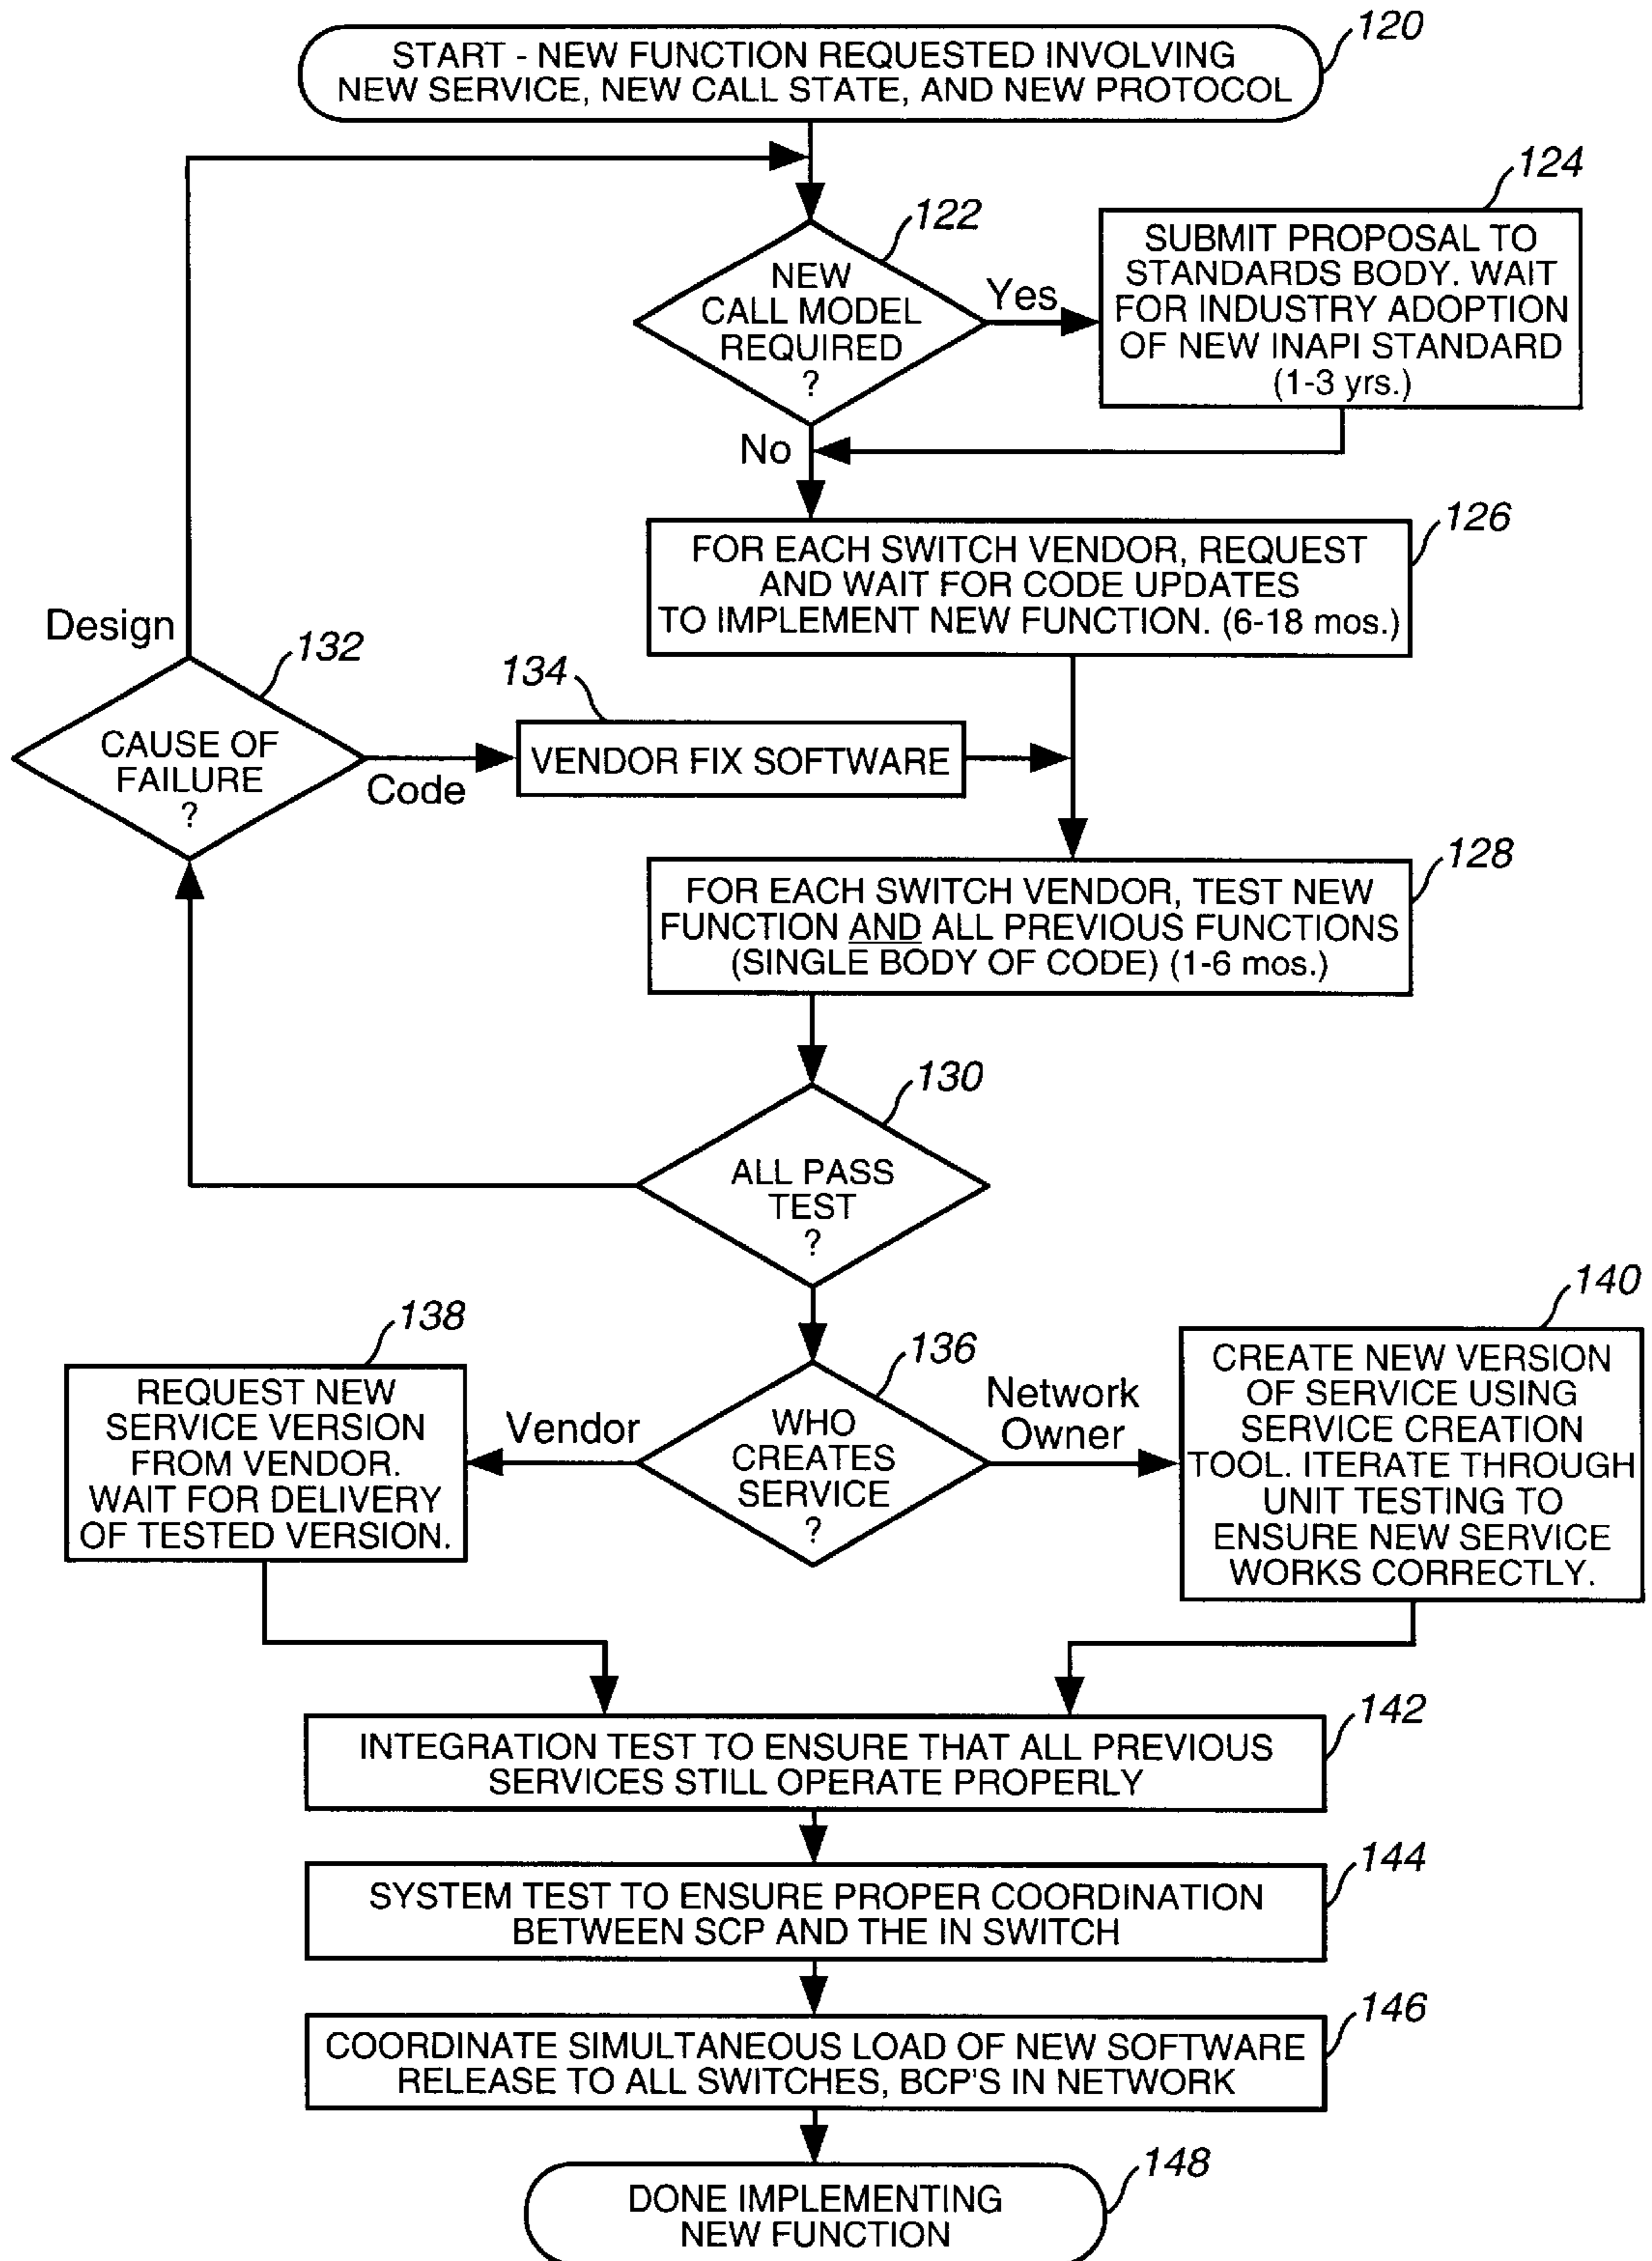 START - NEW FUNCTION REQUESTED INVOLVING
NEW SERVICE, NEW CALL STATE, AND NEW PROTOCOL
120
122
NEW
CALL MODEL
REQUIRED
?
Yes
No
124
SUBMIT PROPOSAL TO
STANDARDS BODY. WAIT
FOR INDUSTRY ADOPTION
OF NEW INAPI STANDARD
(1-3 yrs.)
126
FOR EACH SWITCH VENDOR, REQUEST
AND WAIT FOR CODE UPDATES
TO IMPLEMENT NEW FUNCTION. (6-18 mos.)
Design
132
CAUSE OF
FAILURE
?
Code
134
VENDOR FIX SOFTWARE
128
FOR EACH SWITCH VENDOR, TEST NEW
FUNCTION AND ALL PREVIOUS FUNCTIONS
(SINGLE BODY OF CODE) (1-6 mos.)
130
ALL PASS
TEST
?
136
WHO
CREATES
SERVICE
?
Vendor
Network
Owner
138
REQUEST NEW
SERVICE VERSION
FROM VENDOR.
WAIT FOR DELIVERY
OF TESTED VERSION.
140
CREATE NEW VERSION
OF SERVICE USING
SERVICE CREATION
TOOL. ITERATE THROUGH
UNIT TESTING TO
ENSURE NEW SERVICE
WORKS CORRECTLY.
142
INTEGRATION TEST TO ENSURE THAT ALL PREVIOUS
SERVICES STILL OPERATE PROPERLY
144
SYSTEM TEST TO ENSURE PROPER COORDINATION
BETWEEN SCP AND THE IN SWITCH
146
COORDINATE SIMULTANEOUS LOAD OF NEW SOFTWARE
RELEASE TO ALL SWITCHES, BCP'S IN NETWORK
148
DONE IMPLEMENTING
NEW FUNCTION